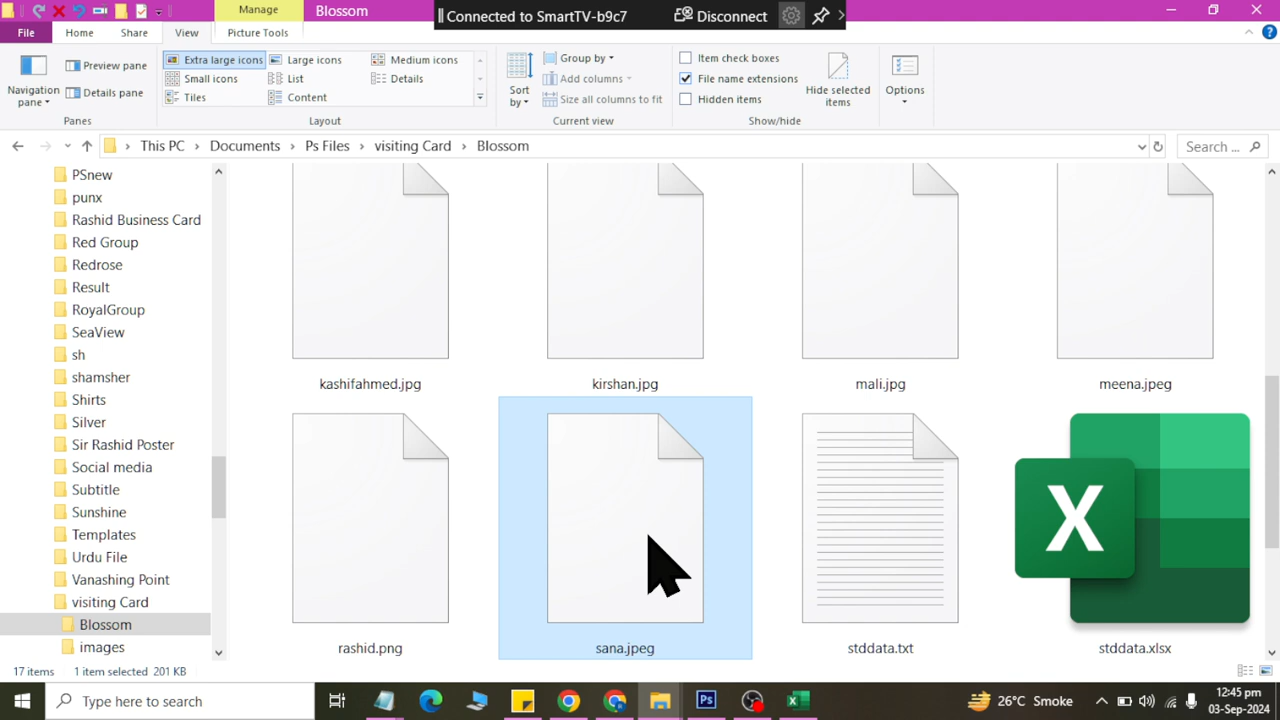 Manage
Blossom
Connected to SmartTV-b9c7
Disconnect
File
Home
Share
View
Picture Tools
Navigation pane
Preview pane
Details pane
Panes
Extra large icons
Large icons
Medium icons
Small icons
List
Details
Tiles
Content
Layout
Sort by
Group by
Add columns
Size all columns to fit
Current view
Item check boxes
File name extensions
Hidden items
Hide selected items
Show/hide
Options
This PC
Documents
Ps Files
visiting Card
Blossom
Search ...
PSnew
punx
Rashid Business Card
Red Group
Redrose
Result
RoyalGroup
SeaView
sh
shamsher
Shirts
Silver
Sir Rashid Poster
Social media
Subtitle
Sunshine
Templates
Urdu File
Vanashing Point
visiting Card
Blossom
images
kashifahmed.jpg
kirshan.jpg
mali.jpg
meena.jpeg
rashid.png
sana.jpeg
stddata.txt
X
stddata.xlsx
17 items
1 item selected 201 KB
Type here to search
Ps
X
26°C Smoke
12:45 pm
03-Sep-2024